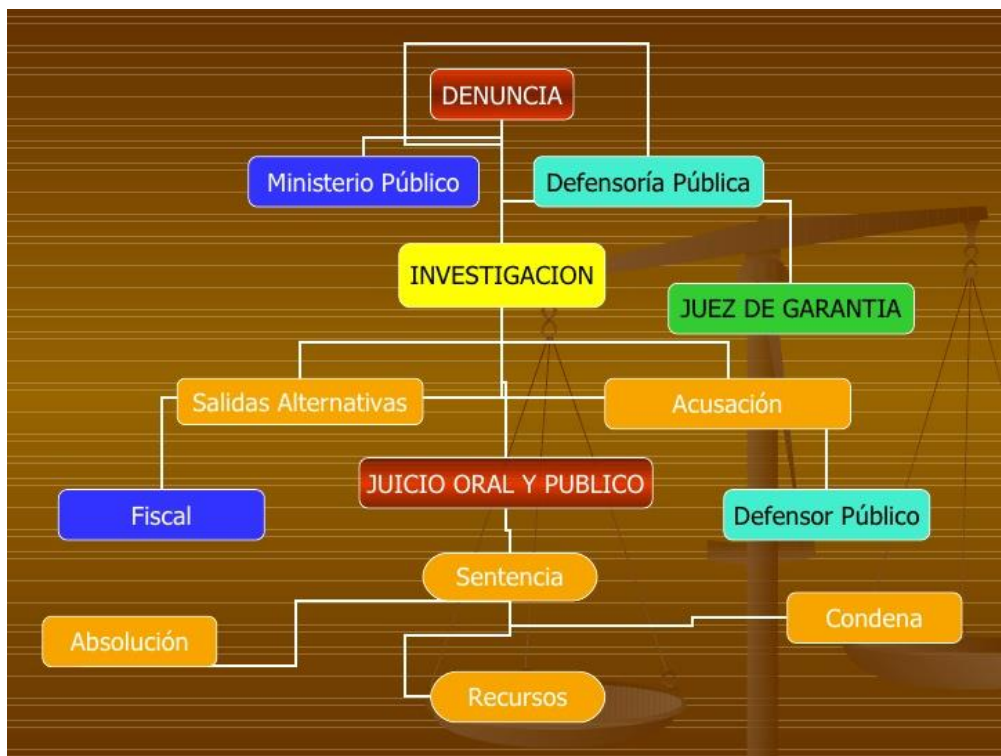 DENUNCIA
Ministerio Público
Defensoría Pública
INVESTIGACION
JUEZ DE GARANTIA
Salidas Alternativas
Acusación
JUICIO ORAL Y PUBLICO
Fiscal
Defensor Público
Sentencia
Condena
Absolución
Recursos